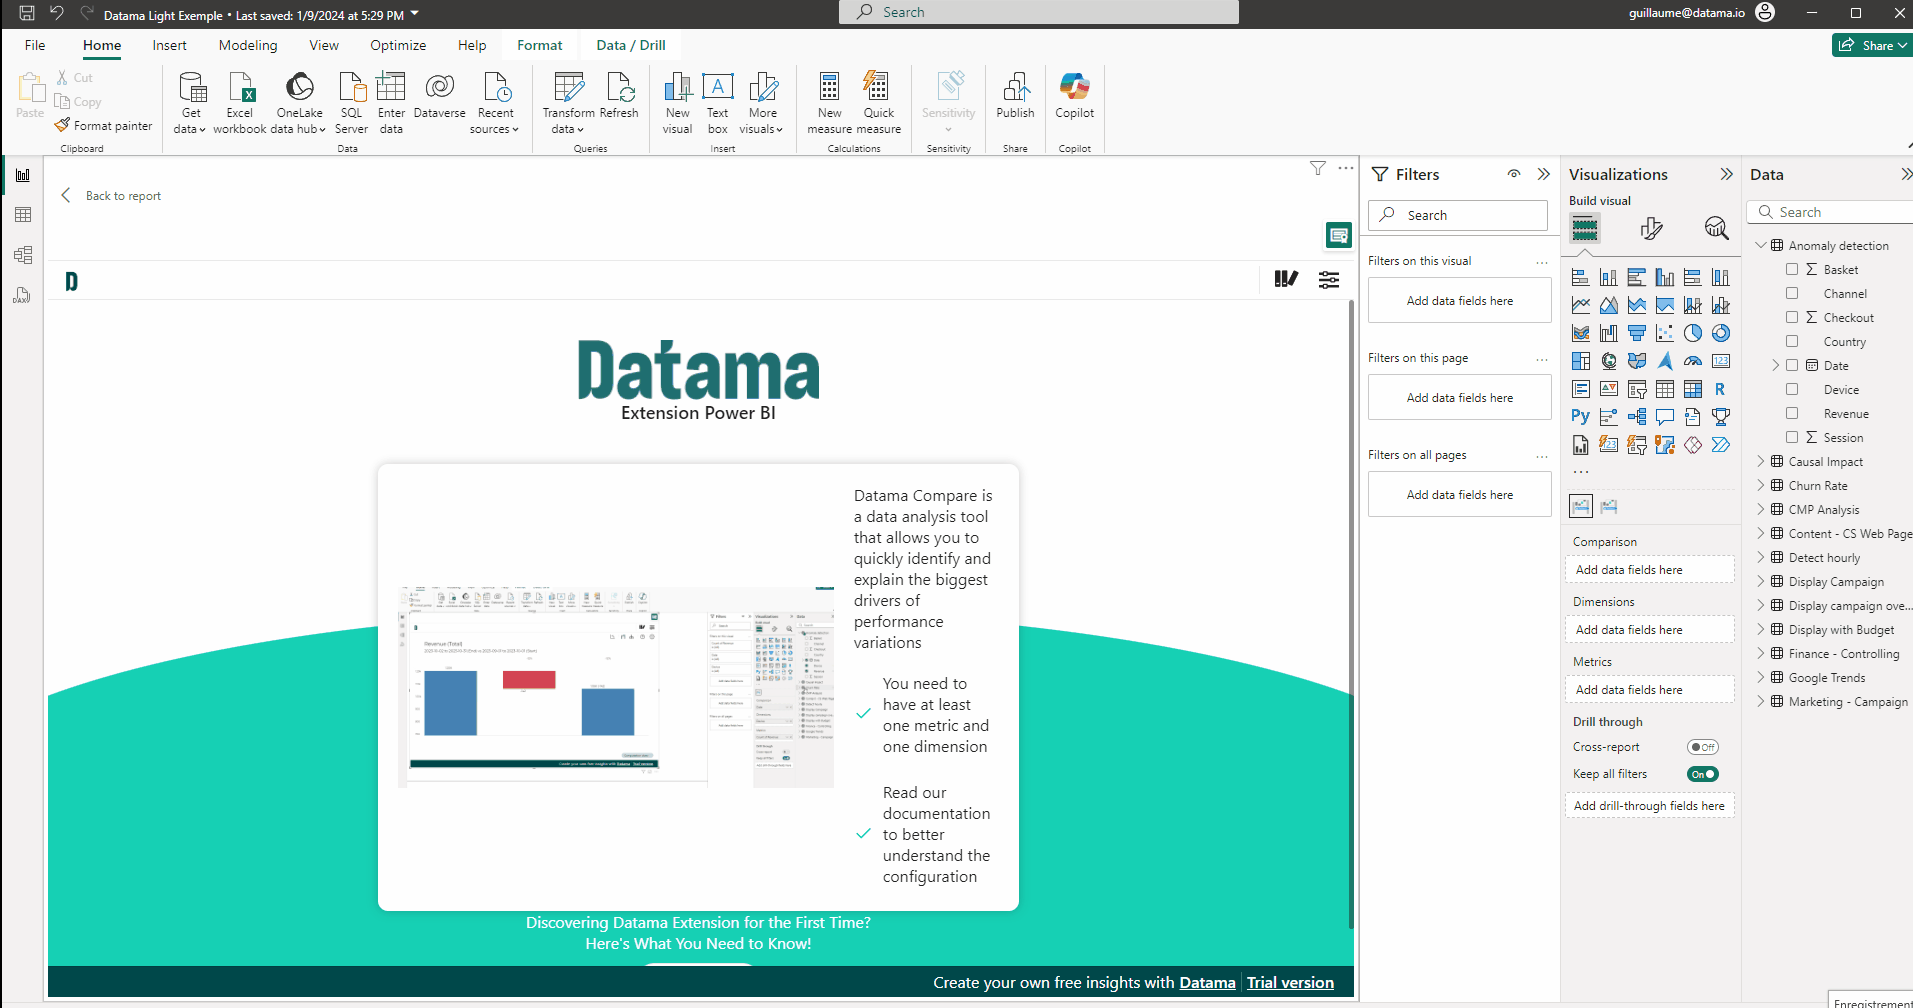 Datama Light Exemple • Last saved: 1/9/2024 at 5:29 PM
Search
guillaume@datama.io
File
Home
Insert
Modeling
View
Optimize
Help
Format
Data / Drill
Share
Paste
Cut
Copy
Format painter
Clipboard
Get
data
Excel
workbook
OneLake
data hub
SQL
Server
Enter
data
Dataverse
Recent
sources
Data
Transform
data
Refresh
Queries
New
visual
Text
box
More
visuals
Insert
New
measure
Quick
measure
Calculations
Sensitivity
Sensitivity
Publish
Share
Copilot
Copilot
Back to report
D
Datama
Extension Power BI
Datama Compare is
a data analysis tool
that allows you to
quickly identify and
explain the biggest
drivers of
performance
variations
You need to
have at least
one metric and
one dimension
Read our
documentation
to better
understand the
configuration
Revenue (Total)
Discovering Datama Extension for the First Time?
Here's What You Need to Know!
Create your own free insights with Datama
Trial version
Filters
Search
Filters on this visual
Add data fields here
Filters on this page
Add data fields here
Filters on all pages
Add data fields here
Visualizations
Build visual
123
R
Py
123
Comparison
Add data fields here
Dimensions
Add data fields here
Metrics
Add data fields here
Drill through
Cross-report
Off
Keep all filters
On
Add drill-through fields here
Data
Search
Anomaly detection
Basket
Channel
Checkout
Country
Date
Device
Revenue
Session
Causal Impact
Churn Rate
CMP Analysis
Content - CS Web Page
Detect hourly
Display Campaign
Display campaign ove...
Display with Budget
Finance - Controlling
Google Trends
Marketing - Campaign
Enregistrement
DAX